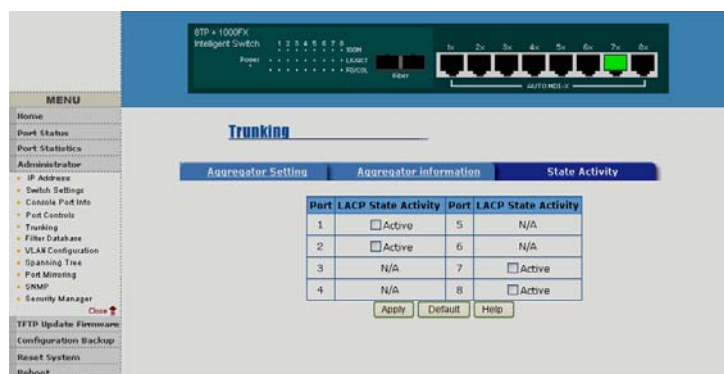 8TP + 1000FX
Intelligent Switch
1 2 3 4 5 6 7 8
100M
Power
LK/ACT
FD/COL
Fiber
1x 2x 3x 4x 5x 6x 7x 8x
AUTO MDI-X
MENU
Home
Port Status
Port Statistics
Administrator
IP Address
Switch Settings
Console Port Info
Port Controls
Trunking
Filter Database
VLAN Configuration
Spanning Tree
Port Mirroring
SNMP
Security Manager
Close
TFTP Update Firmware
Configuration Backup
Reset System
Reboot
Trunking
Aggregator Setting Aggregator information State Activity
Port LACP State Activity Port LACP State Activity
1 Active 5 N/A
2 Active 6 N/A
3 N/A 7 Active
4 N/A 8 Active
Apply Default Help